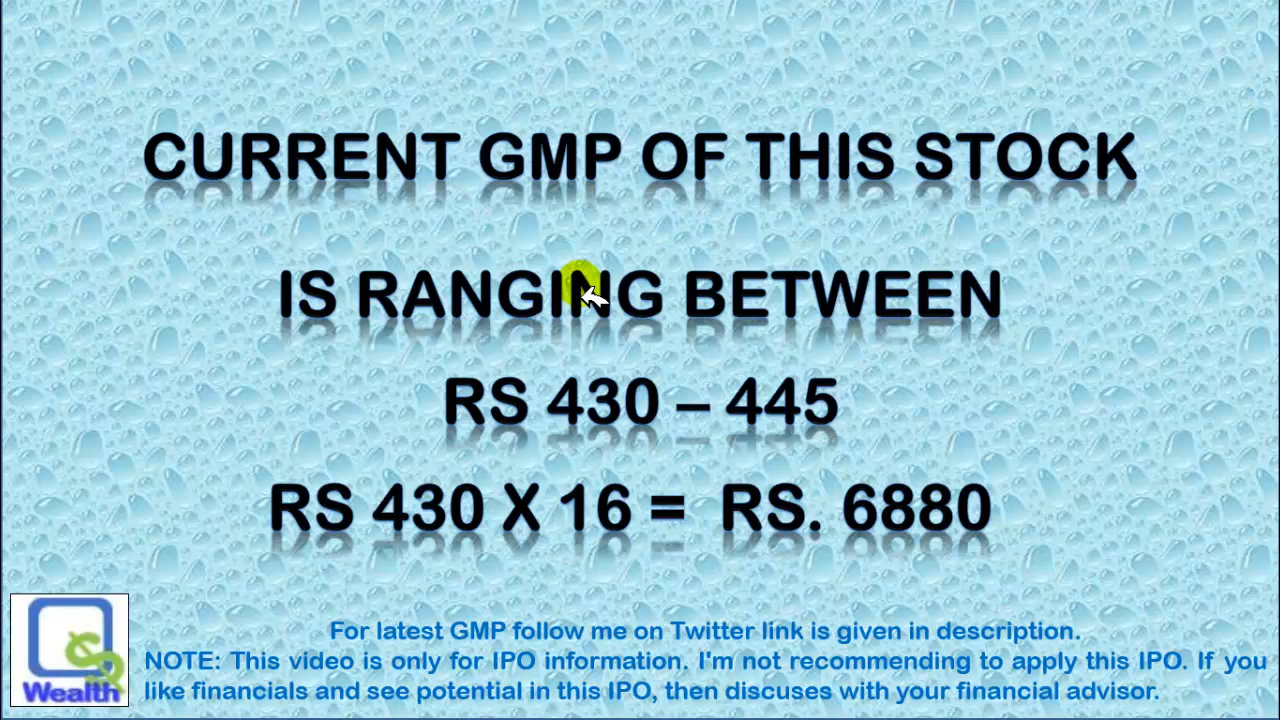 CURRENT GMP OF THIS STOCK
IS RANGING BETWEEN
RS 430 – 445
RS 430 X 16 = RS. 6880
For latest GMP follow me on Twitter link is given in description.
NOTE: This video is only for IPO information. I'm not recommending to apply this IPO. If you
like financials and see potential in this IPO, then discuses with your financial advisor.
Wealth